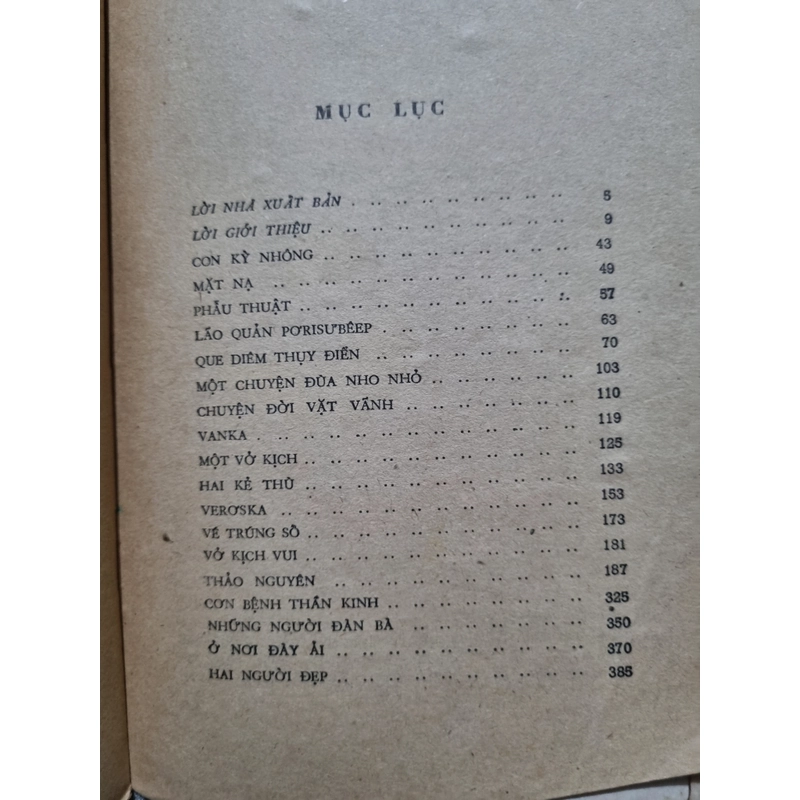 MỤC LỤC
LỜI NHÀ XUẤT BẢN . .. .. .. .. .. .. .. .. .. 5
LỜI GIỚI THIỆU .. .. .. .. .. .. .. .. .. .. 9
CON KỲ NHÔNG .. .. .. .. .. .. .. .. .. .. 43
MẶT NẠ .. .. .. .. .. .. .. .. .. .. .. .. 49
PHẪU THUẬT .. .. .. .. .. .. .. .. .. .. .. 57
LÃO QUẢN PƠRISƯBÊEP . .. .. .. .. .. .. .. 63
QUE DIÊM THỤY ĐIỂN .. .. .. .. .. .. .. .. 70
MỘT CHUYỆN ĐÙA NHO NHỎ .. .. .. .. .. .. 103
CHUYỆN ĐỜI VẶT VÃNH .. .. .. .. .. .. .. 110
VANKA . .. .. .. .. .. .. .. .. .. .. .. .. 119
MỘT VỞ KỊCH .. .. .. .. .. .. .. .. .. .. .. 125
HAI KẺ THÙ .. .. .. .. .. .. .. .. .. .. .. 133
VEROSKA .. .. .. .. .. .. .. .. .. .. .. .. 153
VÉ TRÚNG SỐ .. .. .. .. .. .. .. .. .. .. .. 173
VỞ KỊCH VUI .. .. .. .. .. .. .. .. .. .. .. 181
THẢO NGUYÊN .. .. .. .. .. .. .. .. .. .. 187
CƠN BỆNH THẦN KINH .. .. .. .. .. .. .. .. 325
NHỮNG NGƯỜI ĐÀN BÀ .. .. .. .. .. .. .. 350
Ở NƠI ĐÀY ẢI .. .. .. .. .. .. .. .. .. .. 370
HAI NGƯỜI ĐẸP .. .. .. .. .. .. .. .. .. .. 385